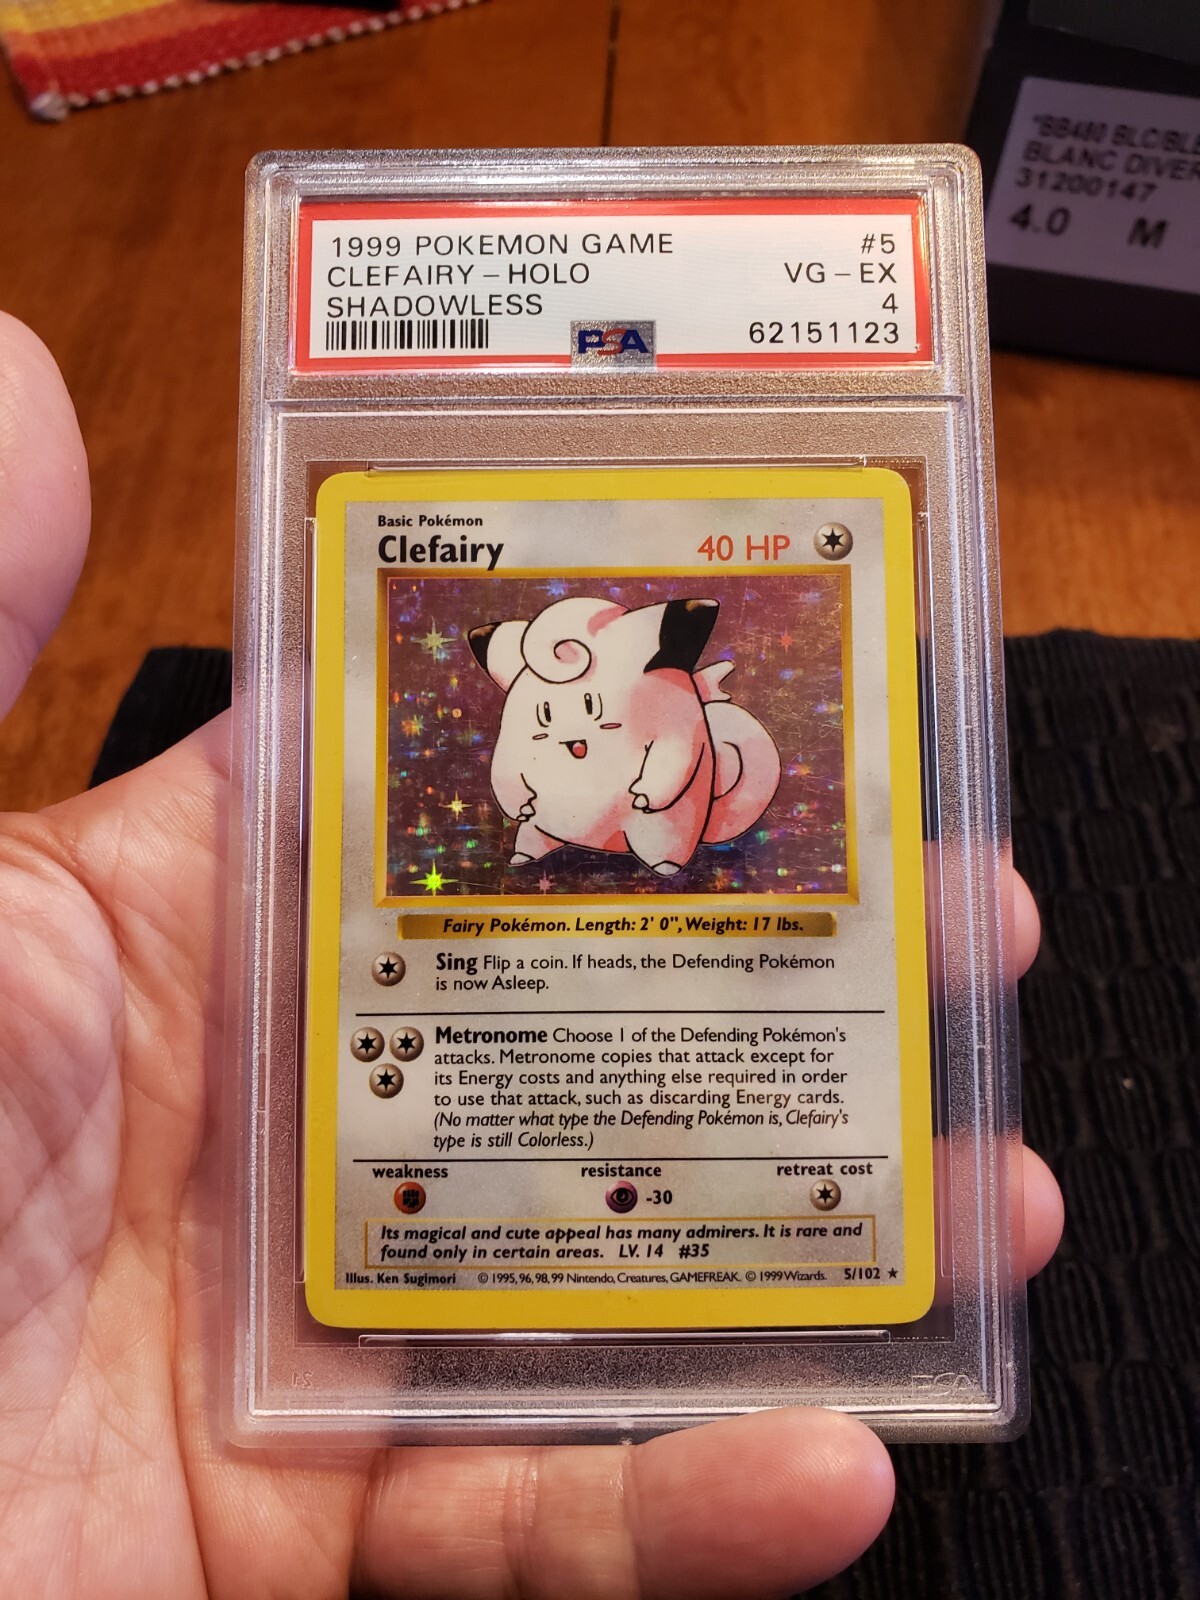 *BB480 BLC/BLE
BLANC DIVER
31200147
4.0 M
1999 POKEMON GAME #5
CLEFAIRY - HOLO VG - EX
SHADOWLESS 4
PSA 62151123
Basic Pokémon
Clefairy 40 HP
Fairy Pokémon. Length: 2' 0", Weight: 17 lbs.
Sing Flip a coin. If heads, the Defending Pokémon
is now Asleep.
Metronome Choose 1 of the Defending Pokémon's
attacks. Metronome copies that attack except for
its Energy costs and anything else required in order
to use that attack, such as discarding Energy cards.
(No matter what type the Defending Pokémon is, Clefairy's
type is still Colorless.)
weakness resistance retreat cost
-30
Its magical and cute appeal has many admirers. It is rare and
found only in certain areas. LV. 14 #35
Illus. Ken Sugimori © 1995, 96, 98, 99 Nintendo, Creatures, GAMEFREAK. © 1999 Wizards. 5/102 ★
PSA